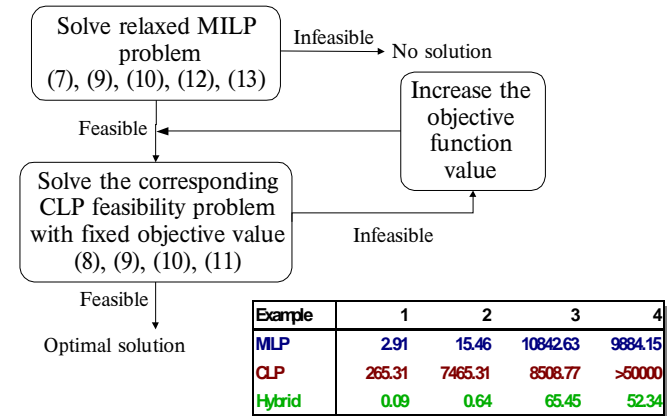 Solve relaxed MILP
problem
(7), (9), (10), (12), (13)
Infeasible
No solution
Increase the
objective
function
value
Feasible
Solve the corresponding
CLP feasibility problem
with fixed objective value
(8), (9), (10), (11)
Infeasible
Feasible
Optimal solution
Example 1 2 3 4
MILP 2.91 15.46 10842.63 9884.15
CLP 265.31 7465.31 8508.77 >50000
Hybrid 0.09 0.64 65.45 52.34